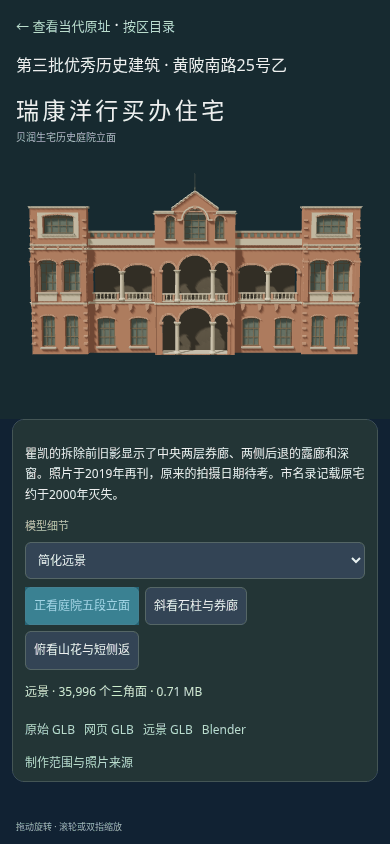 ← 查看当代原址 · 按区目录
第三批优秀历史建筑 · 黄陂南路25号乙
瑞康洋行买办住宅
贝润生宅历史庭院立面
瞿凯的拆除前旧影显示了中央两层券廊、两侧后退的露廊和深
窗。照片于2019年再刊，原来的拍摄日期待考。市名录记载原宅
约于2000年灭失。
模型细节
简化远景
正看庭院五段立面 斜看石柱与券廊
俯看山花与短侧返
远景 · 35,996 个三角面 · 0.71 MB
原始 GLB 网页 GLB 远景 GLB Blender
制作范围与照片来源
拖动旋转 · 滚轮或双指缩放